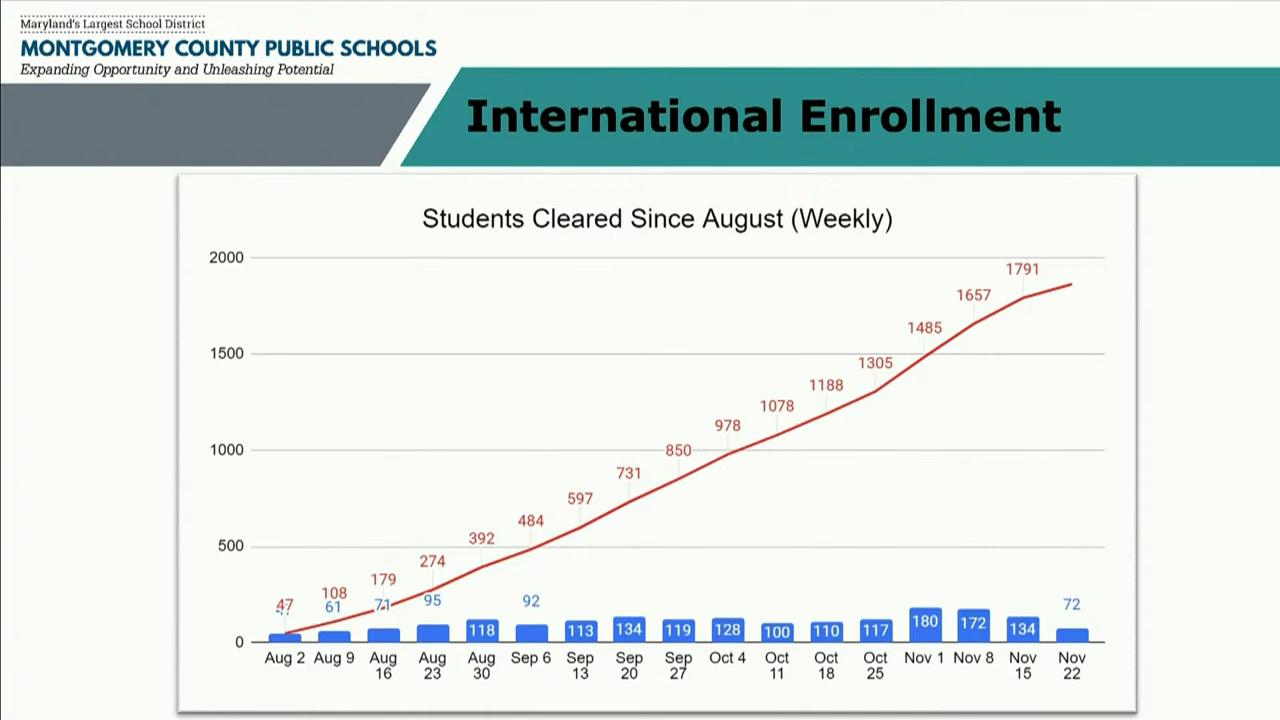 Maryland's Largest School District
MONTGOMERY COUNTY PUBLIC SCHOOLS
Expanding Opportunity and Unleashing Potential
International Enrollment
Students Cleared Since August (Weekly)
2000
1500
1000
500
0
47 108 179 274 392 484 597 731 850 978 1078 1188 1305 1485 1657 1791
61 71 95 118 92 113 134 119 128 100 110 117 180 172 134 72
Aug 2 Aug 9 Aug Aug Aug Sep 6 Sep Sep Sep Oct 4 Oct Oct Oct Nov 1 Nov 8 Nov Nov
16 23 30 13 20 27 11 18 25 15 22